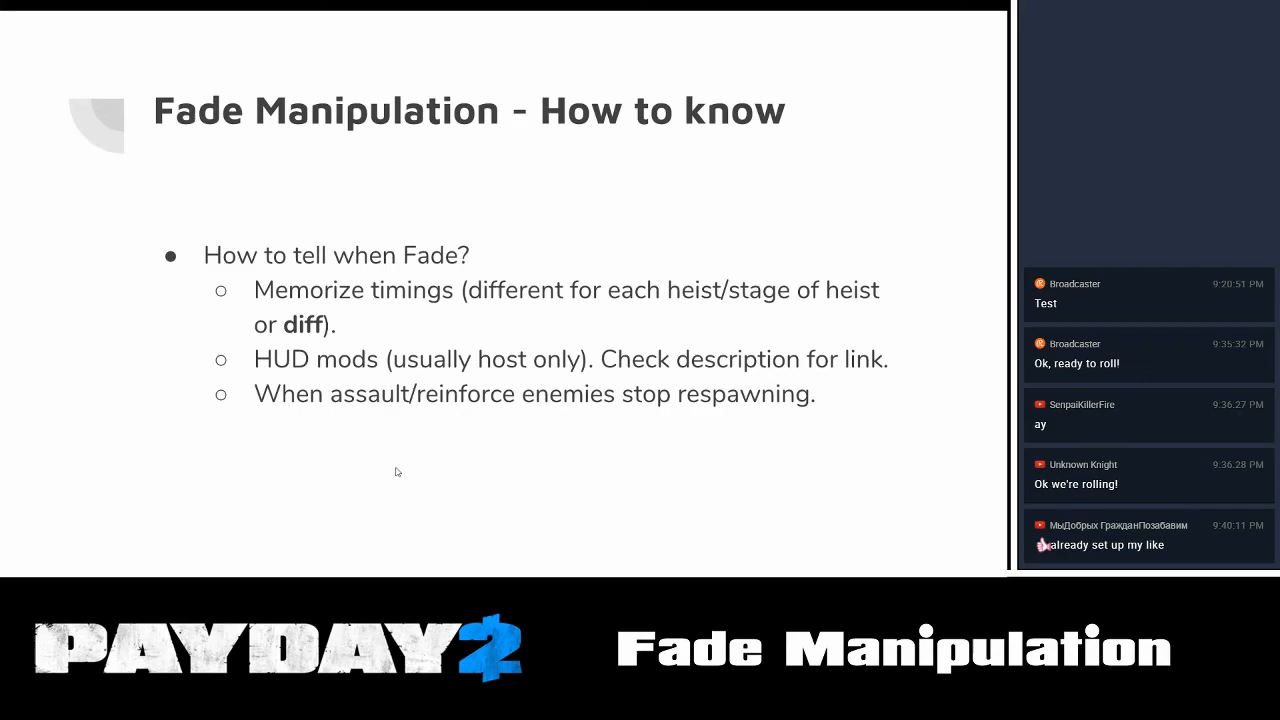 Fade Manipulation - How to know
● How to tell when Fade?
○ Memorize timings (different for each heist/stage of heist
or diff).
○ HUD mods (usually host only). Check description for link.
○ When assault/reinforce enemies stop respawning.
Broadcaster 9:20:51 PM
Test
Broadcaster 9:35:32 PM
Ok, ready to roll!
SenpaiKillerFire 9:36:27 PM
ay
Unknown Knight 9:36:28 PM
Ok we're rolling!
МыДобрых ГражданПозабавим 9:40:11 PM
already set up my like
PAYDAY 2
Fade Manipulation